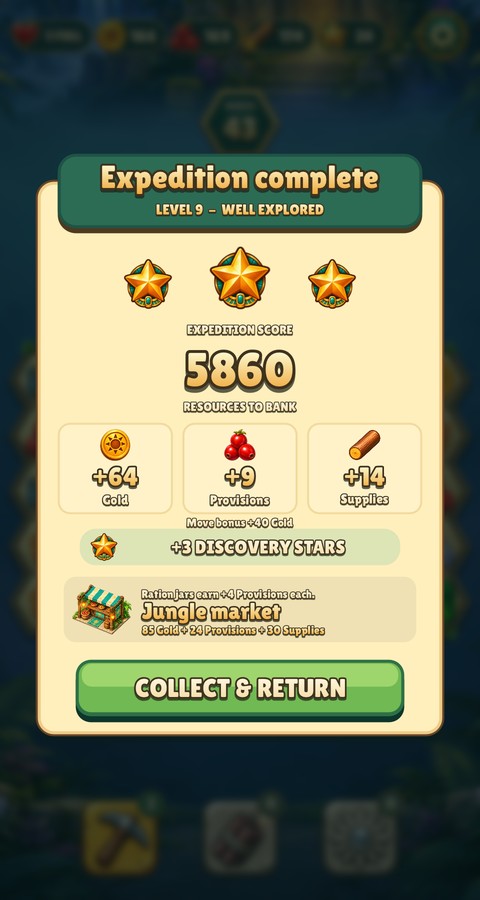 Expedition complete
LEVEL 9 – WELL EXPLORED
EXPEDITION SCORE
5860
RESOURCES TO BANK
+64
Gold
+9
Provisions
+14
Supplies
Move bonus +40 Gold
+3 DISCOVERY STARS
Ration jars earn +4 Provisions each.
Jungle market
85 Gold + 24 Provisions + 30 Supplies
COLLECT & RETURN